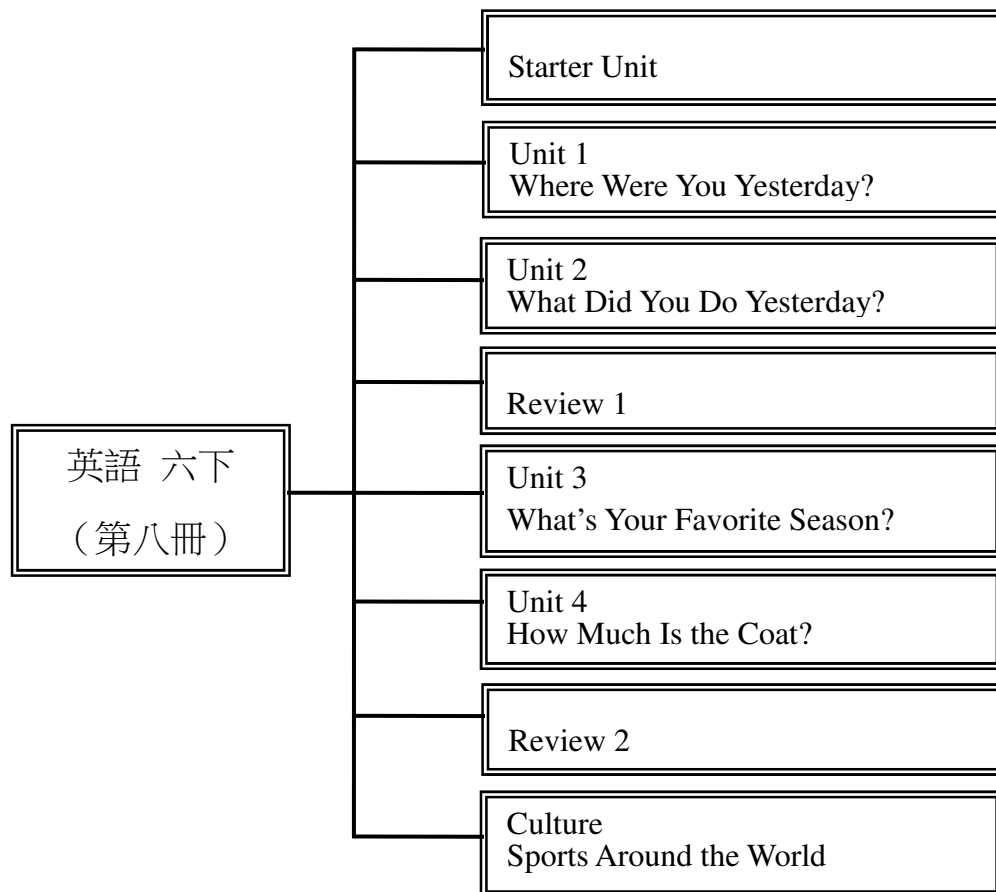 Starter Unit
Unit 1
Where Were You Yesterday?
Unit 2
What Did You Do Yesterday?
Review 1
英語 六下
（第八冊）
Unit 3
What's Your Favorite Season?
Unit 4
How Much Is the Coat?
Review 2
Culture
Sports Around the World